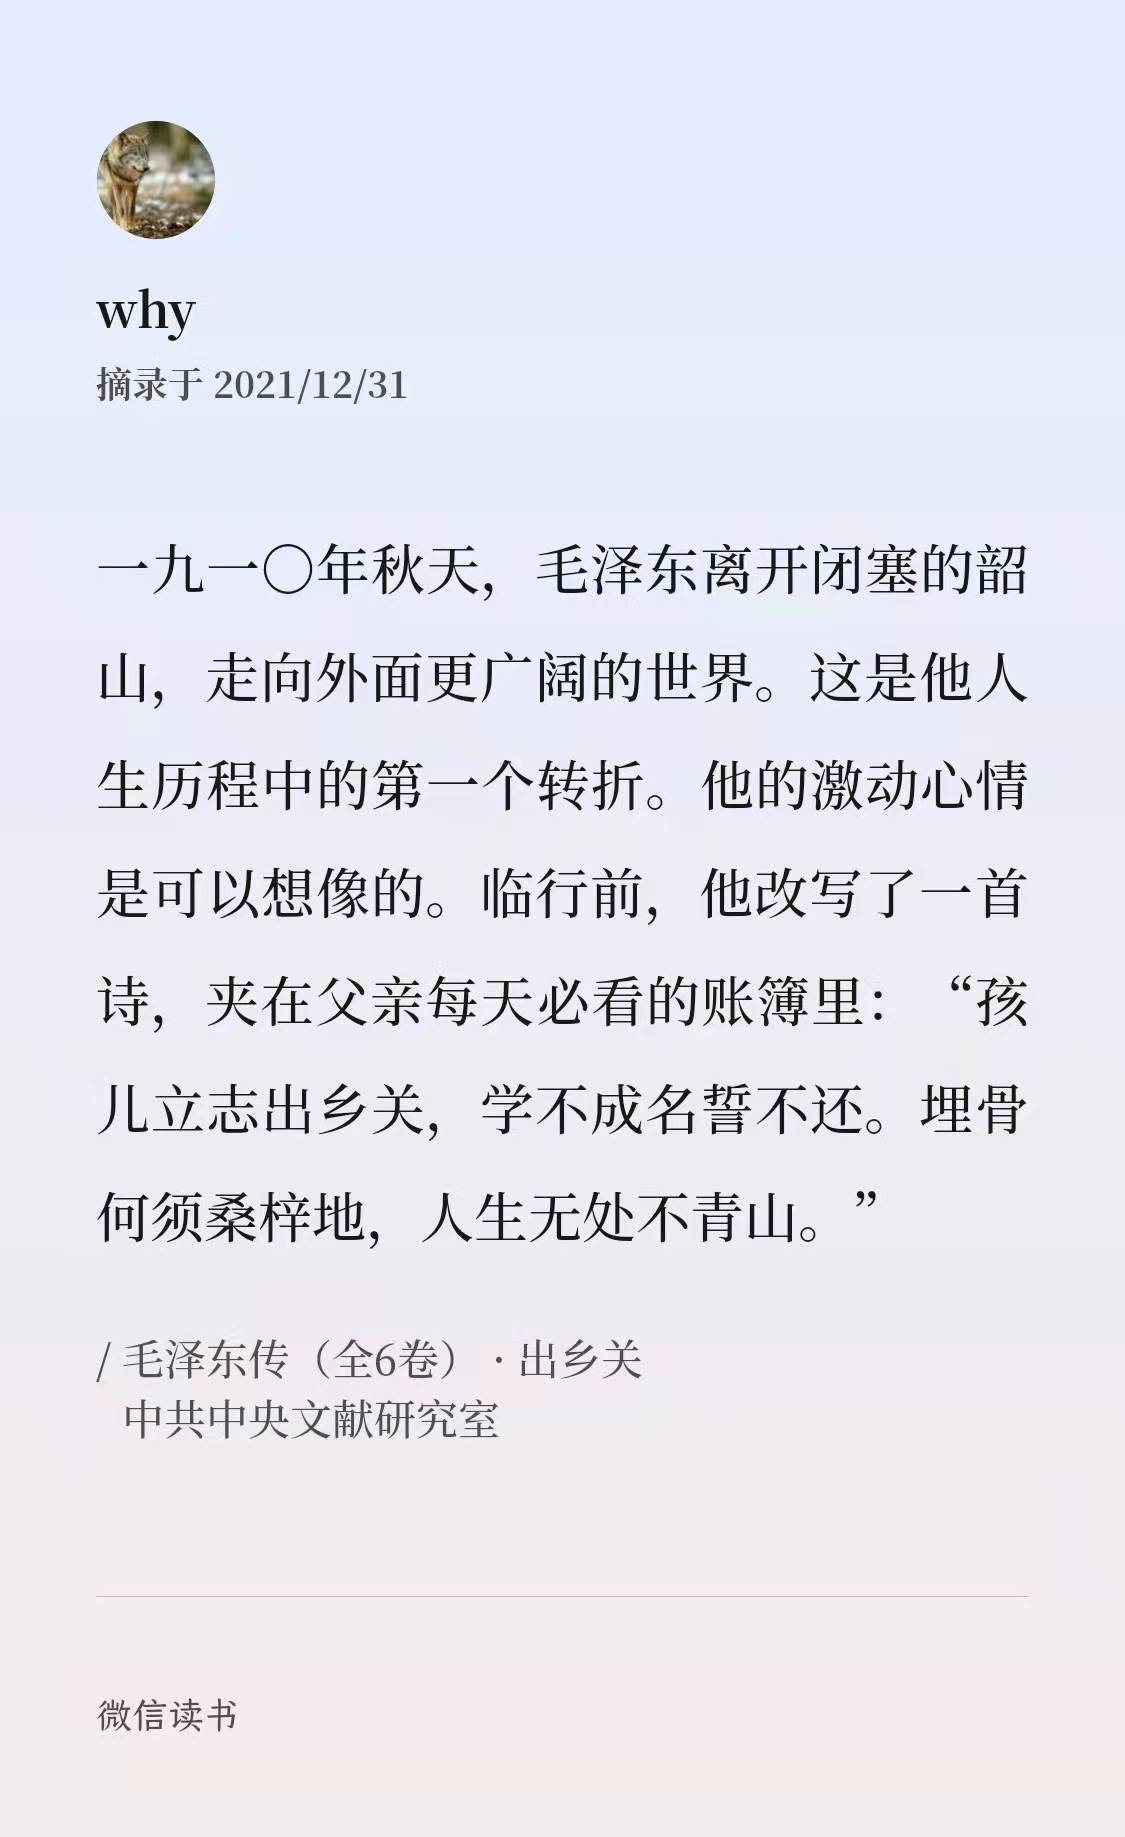 why
摘录于 2021/12/31
一九一〇年秋天，毛泽东离开闭塞的韶
山，走向外面更广阔的世界。这是他人
生历程中的第一个转折。他的激动心情
是可以想像的。临行前，他改写了一首
诗，夹在父亲每天必看的账簿里：“孩
儿立志出乡关，学不成名誓不还。埋骨
何须桑梓地，人生无处不青山。”
/ 毛泽东传（全6卷） · 出乡关
中共中央文献研究室
微信读书